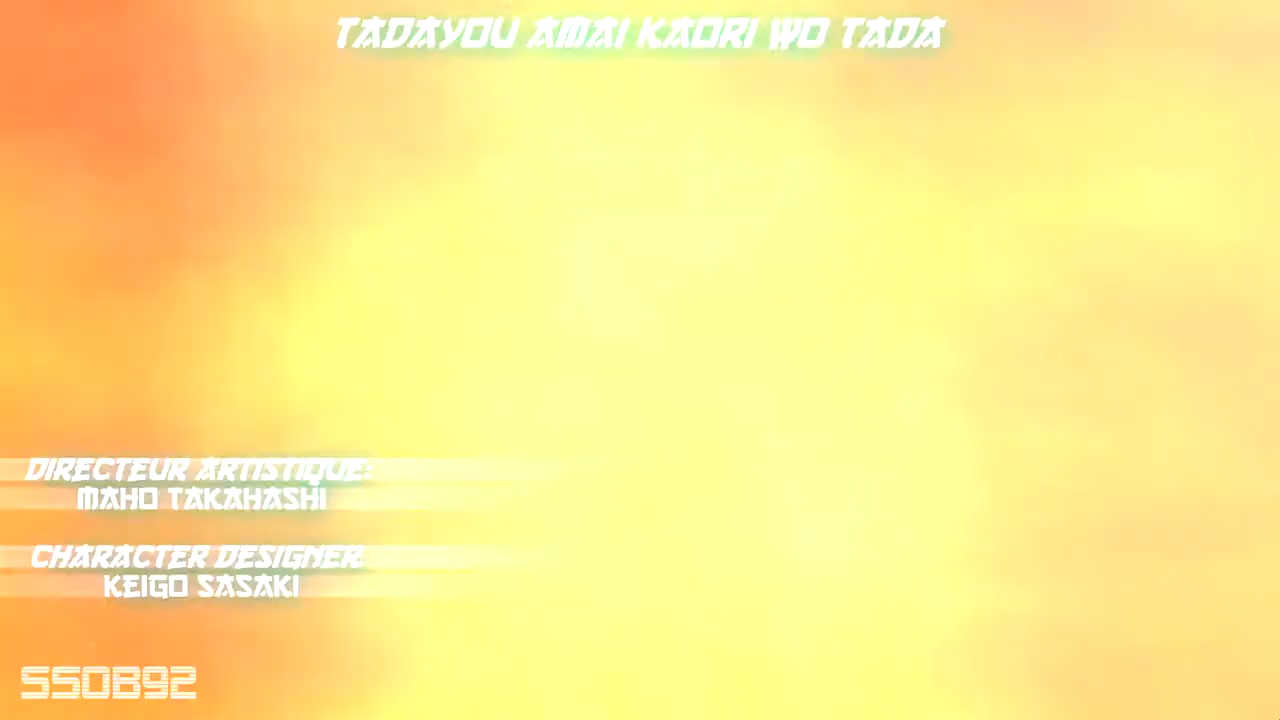 TADAYOU AMAI KAORI WO TADA
DIRECTEUR ARTISTIQUE:
MAHO TAKAHASHI
CHARACTER DESIGNER
KEIGO SASAKI
SSOB92